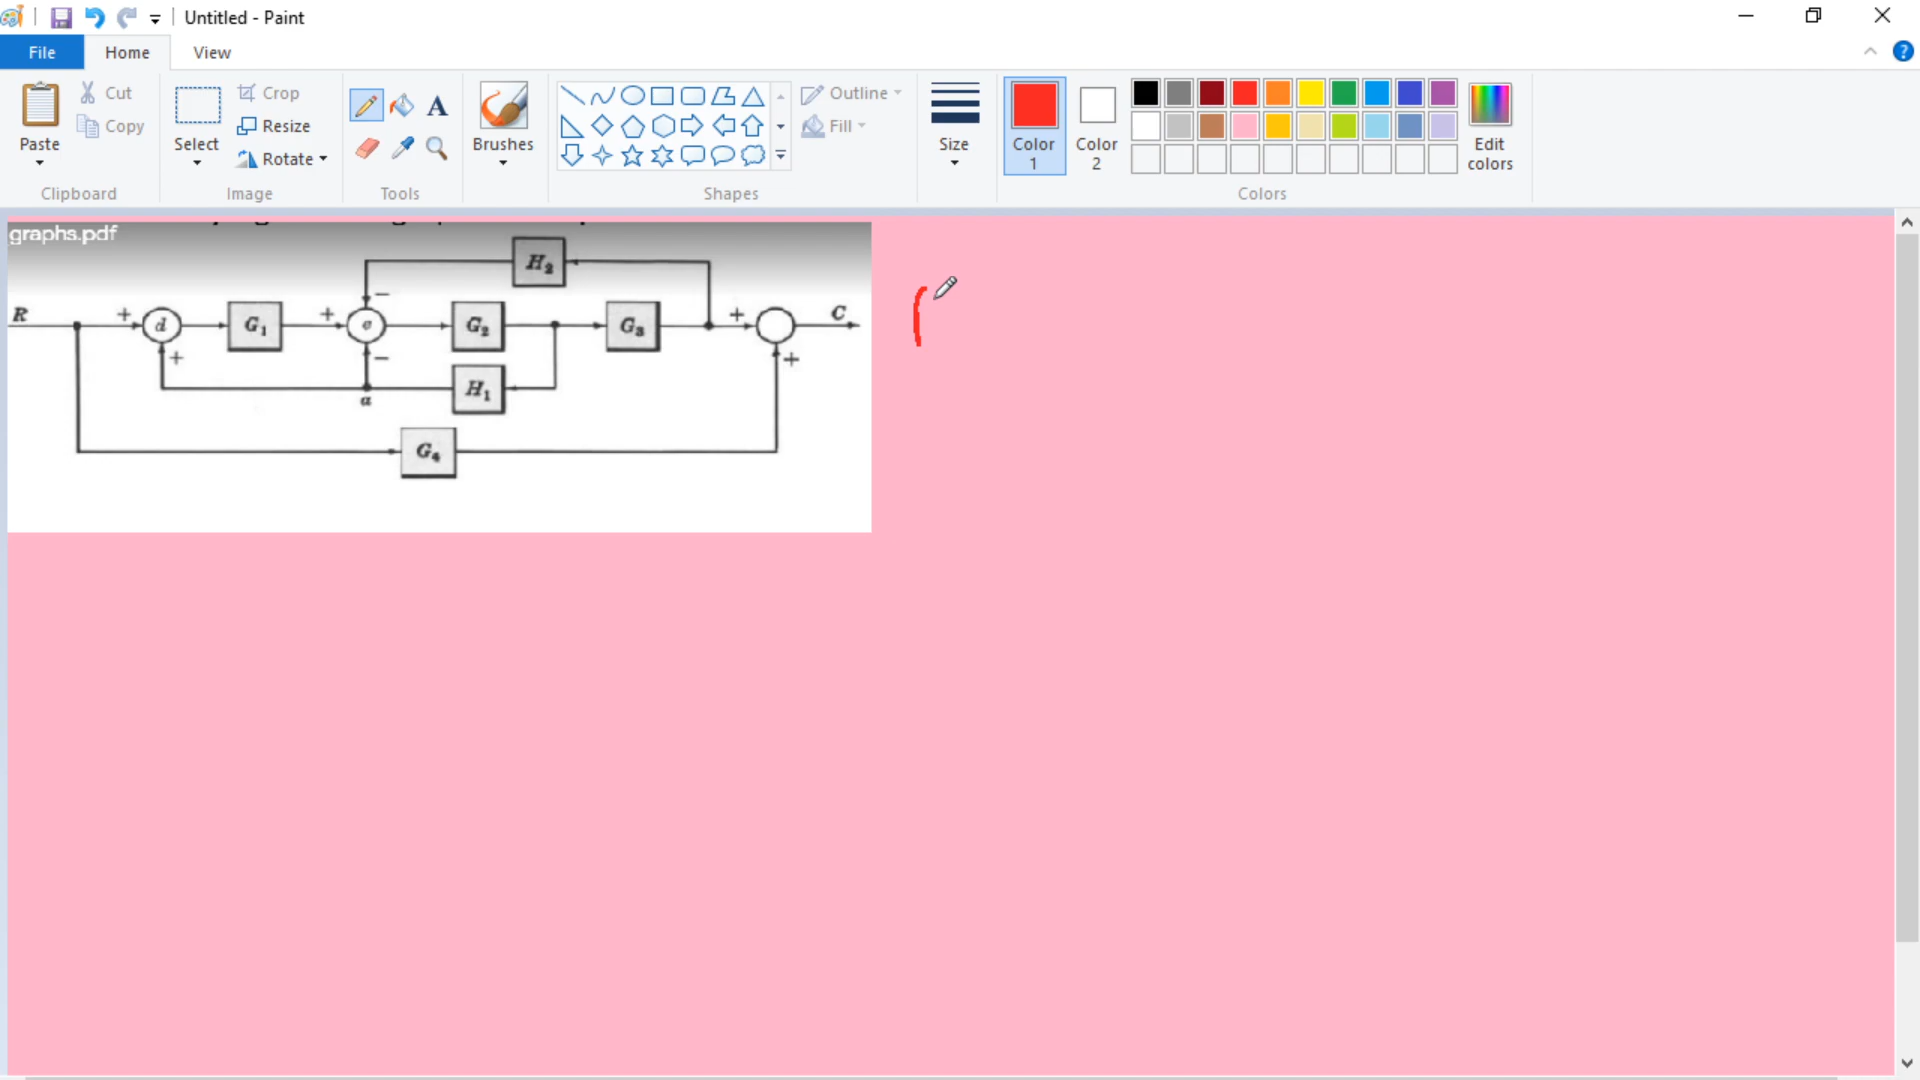 Untitled - Paint
File Home View
Paste Cut Copy Select Crop Resize Rotate A Brushes Outline Fill Size Color 1 Color 2 Edit colors
Clipboard Image Tools Shapes Colors
graphs.pdf
H₂
R + d G₁ + e − G₂ G₃ + C
+ − +
a H₁
G₄